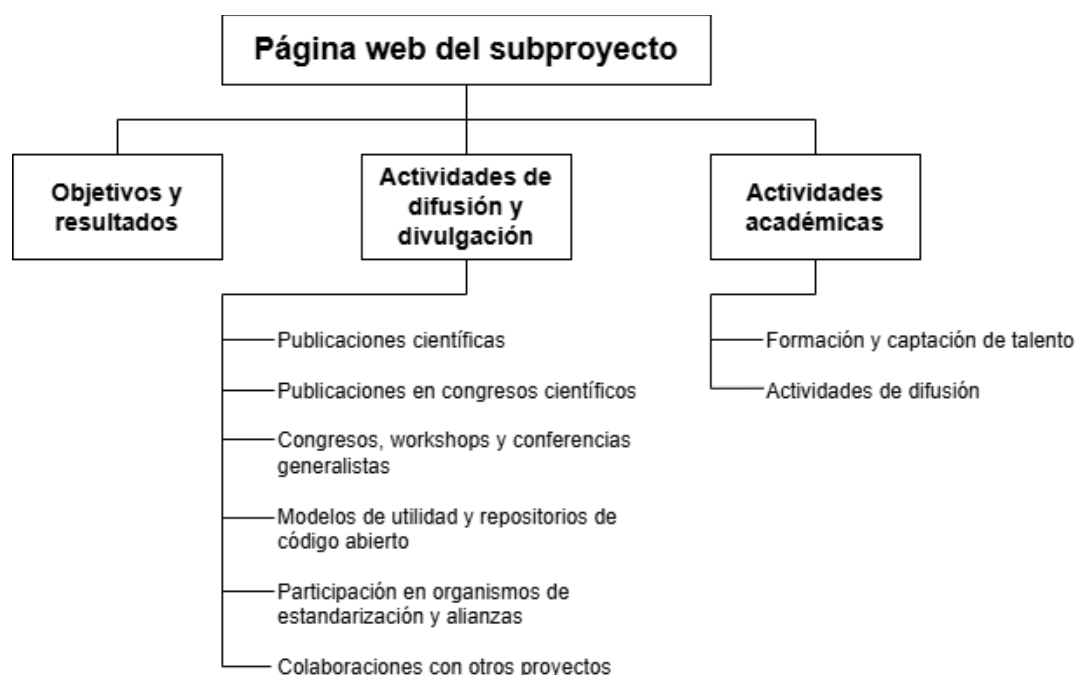 Página web del subproyecto
Objetivos y
resultados
Actividades de
difusión y
divulgación
Actividades
académicas
Publicaciones científicas
Publicaciones en congresos científicos
Congresos, workshops y conferencias
generalistas
Modelos de utilidad y repositorios de
código abierto
Participación en organismos de
estandarización y alianzas
Colaboraciones con otros proyectos
Formación y captación de talento
Actividades de difusión